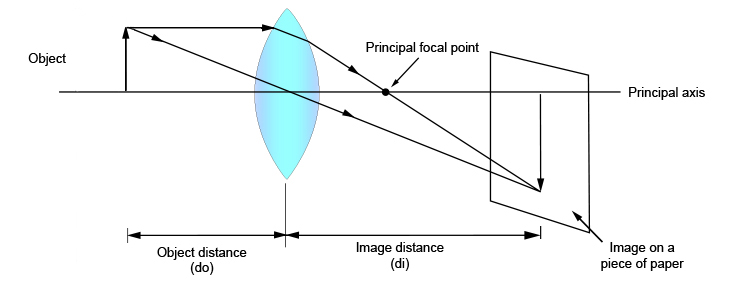 Principal focal point
Object
Principal axis
Object distance
(do)
Image distance
(di)
Image on a
piece of paper